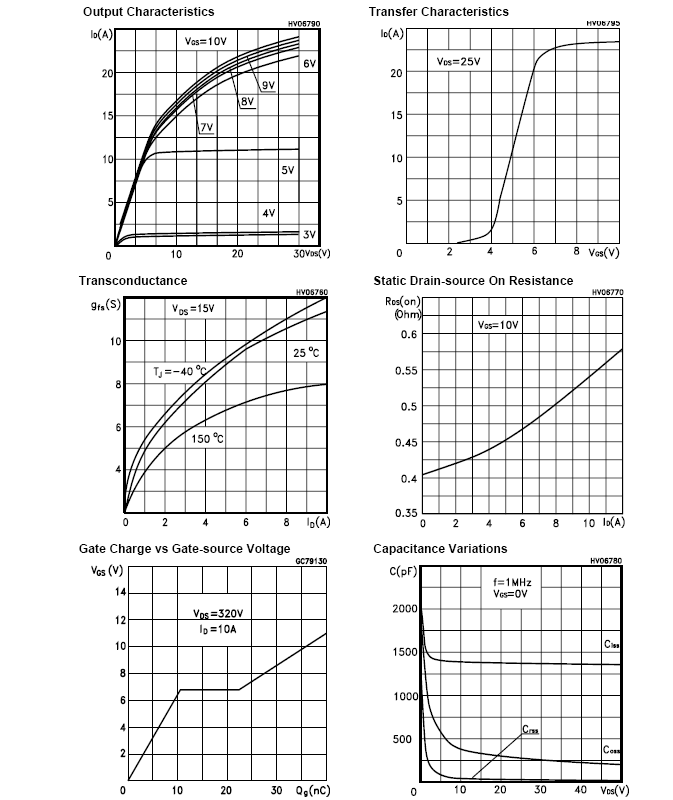 Output Characteristics
HV06790
ID(A)
VGS=10V
6V
9V
8V
7V
5V
4V
3V
20
15
10
5
0
10
20
30VDS(V)
Transfer Characteristics
HV06795
ID(A)
VDS=25V
20
15
10
5
0
2
4
6
8
VGS(V)
Transconductance
HV06760
gfs(S)
VDS=15V
25 °C
TJ=-40 °C
150 °C
10
8
6
4
0
2
4
6
8
ID(A)
Static Drain-source On Resistance
HV06770
RDS(on)
(Ohm)
VGS=10V
0.6
0.55
0.5
0.45
0.4
0.35
0
2
4
6
8
10
ID(A)
Gate Charge vs Gate-source Voltage
GC79130
VGS (V)
VDS=320V
ID=10A
14
12
10
8
6
4
2
0
10
20
30
Qg(nC)
Capacitance Variations
HV06780
C(pF)
f=1MHz
VGS=0V
2000
1500
1000
500
Ciss
Crss
Coss
0
10
20
30
40
VDS(V)